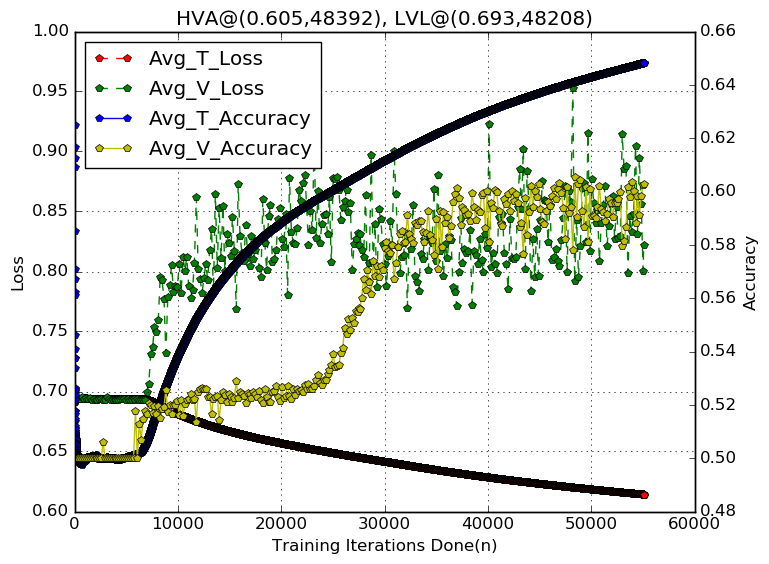 HVA@(0.605,48392), LVL@(0.693,48208)
1.00
0.95
0.90
0.85
0.80
0.75
0.70
0.65
0.60
Loss
Avg_T_Loss
Avg_V_Loss
Avg_T_Accuracy
Avg_V_Accuracy
0.66
0.64
0.62
0.60
0.58
0.56
0.54
0.52
0.50
0.48
Accuracy
0 10000 20000 30000 40000 50000 60000
Training Iterations Done(n)